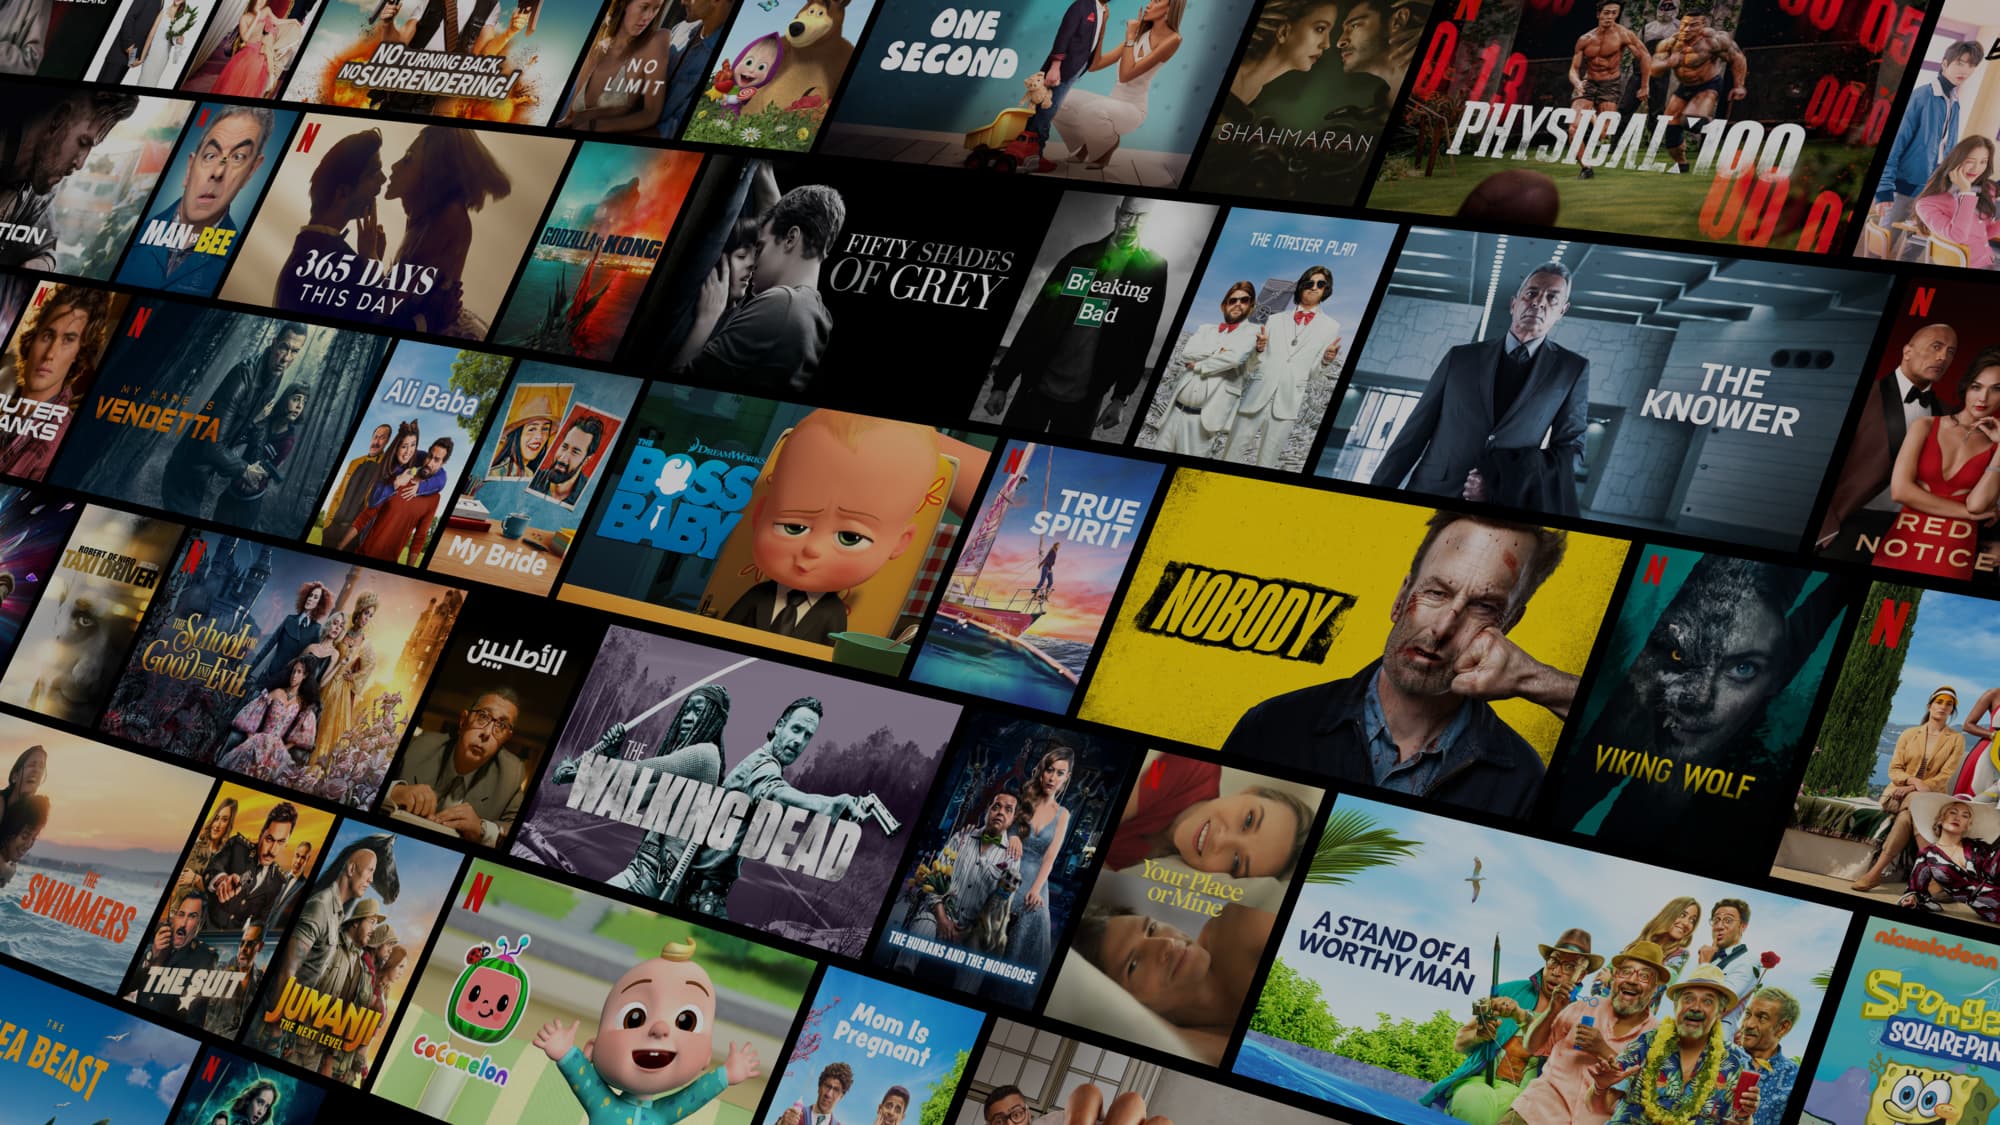 NO TURNING BACK,
NO SURRENDERING!
NO
LIMIT
ONE
SECOND
SHAHMARAN
N
PHYSICAL:100
TION
N
MAN VS BEE
N
365 DAYS
THIS DAY
GODZILLA VS KONG
FIFTY SHADES
OF GREY
Breaking
Bad
THE MASTER PLAN
THE
KNOWER
N
RED
NOTICE
N
OUTER
BANKS
N
MY NAME IS
VENDETTA
Ali Baba
My Bride
DREAMWORKS
THE
BOSS
BABY
N
TRUE
SPIRIT
NOBODY
N
VIKING WOLF
N
ROBERT DE NIRO
TAXI DRIVER
N
THE
SCHOOL FOR
GOOD AND EVIL
الأصليين
THE
WALKING DEAD
THE HUMANS AND THE MONGOOSE
N
Your Place
or Mine
A STAND OF A
WORTHY MAN
nickelodeon
Sponge
SQUAREPAN
THE
SWIMMERS
THE SUIT
JUMANJI
THE NEXT LEVEL
N
CoComelon
Mom Is
Pregnant
THE
EA BEAST
N